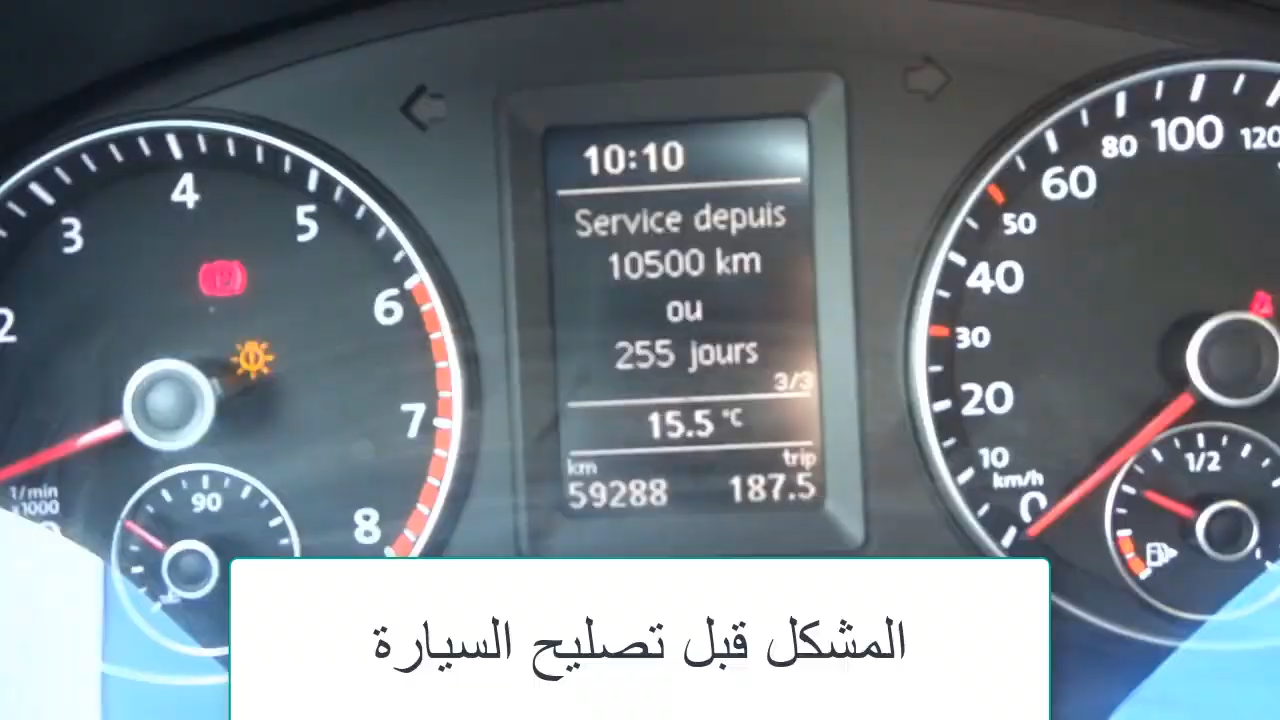 10:10
Service depuis
10500 km
ou
255 jours
3/3
15.5 °C
km trip
59288 187.5
2 3 4 5 6 7 8
1/min
x1000
90
0 10 20 30 40 50 60 80 100 120
km/h
1/2
المشكل قبل تصليح السيارة